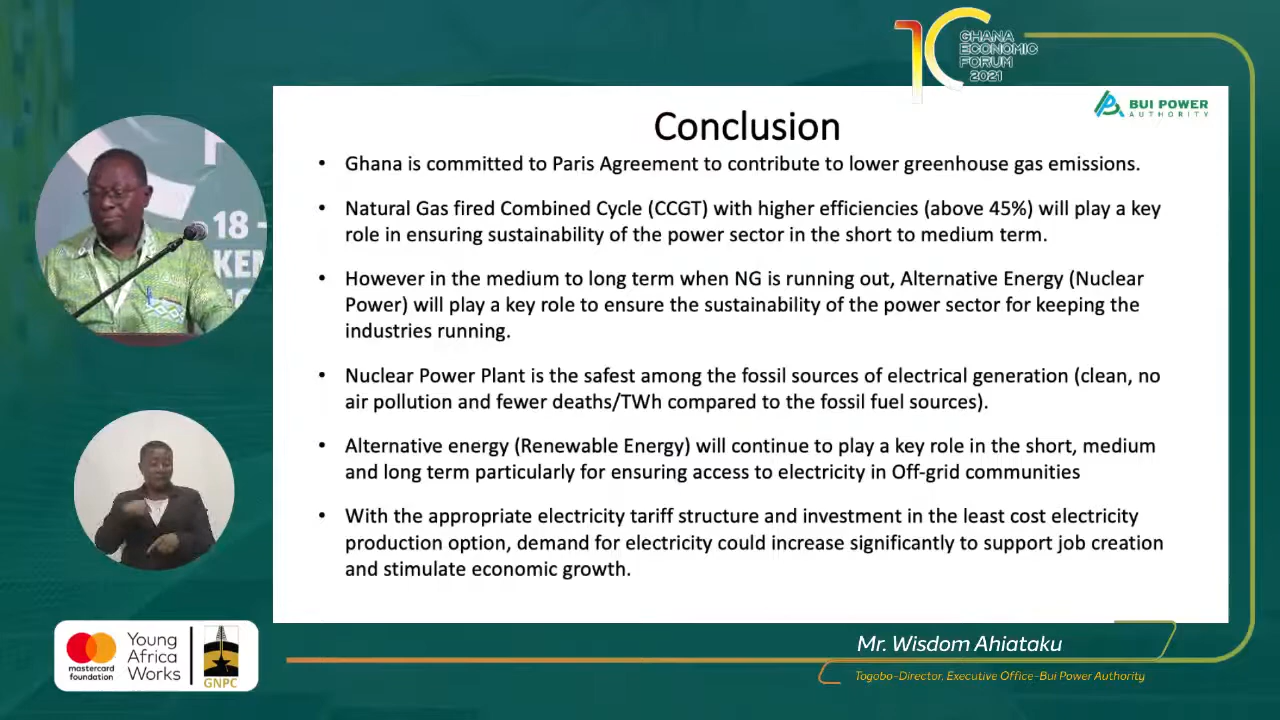 1C
GHANA
ECONOMIC
FORUM
2021
BUI POWER
AUTHORITY
Conclusion
• Ghana is committed to Paris Agreement to contribute to lower greenhouse gas emissions.
• Natural Gas fired Combined Cycle (CCGT) with higher efficiencies (above 45%) will play a key
role in ensuring sustainability of the power sector in the short to medium term.
• However in the medium to long term when NG is running out, Alternative Energy (Nuclear
Power) will play a key role to ensure the sustainability of the power sector for keeping the
industries running.
• Nuclear Power Plant is the safest among the fossil sources of electrical generation (clean, no
air pollution and fewer deaths/TWh compared to the fossil fuel sources).
• Alternative energy (Renewable Energy) will continue to play a key role in the short, medium
and long term particularly for ensuring access to electricity in Off-grid communities
• With the appropriate electricity tariff structure and investment in the least cost electricity
production option, demand for electricity could increase significantly to support job creation
and stimulate economic growth.
18 -
KEN
mastercard
foundation
Young
Africa
Works
GNPC
Mr. Wisdom Ahiataku
Togobo-Director, Executive Office-Bui Power Authority